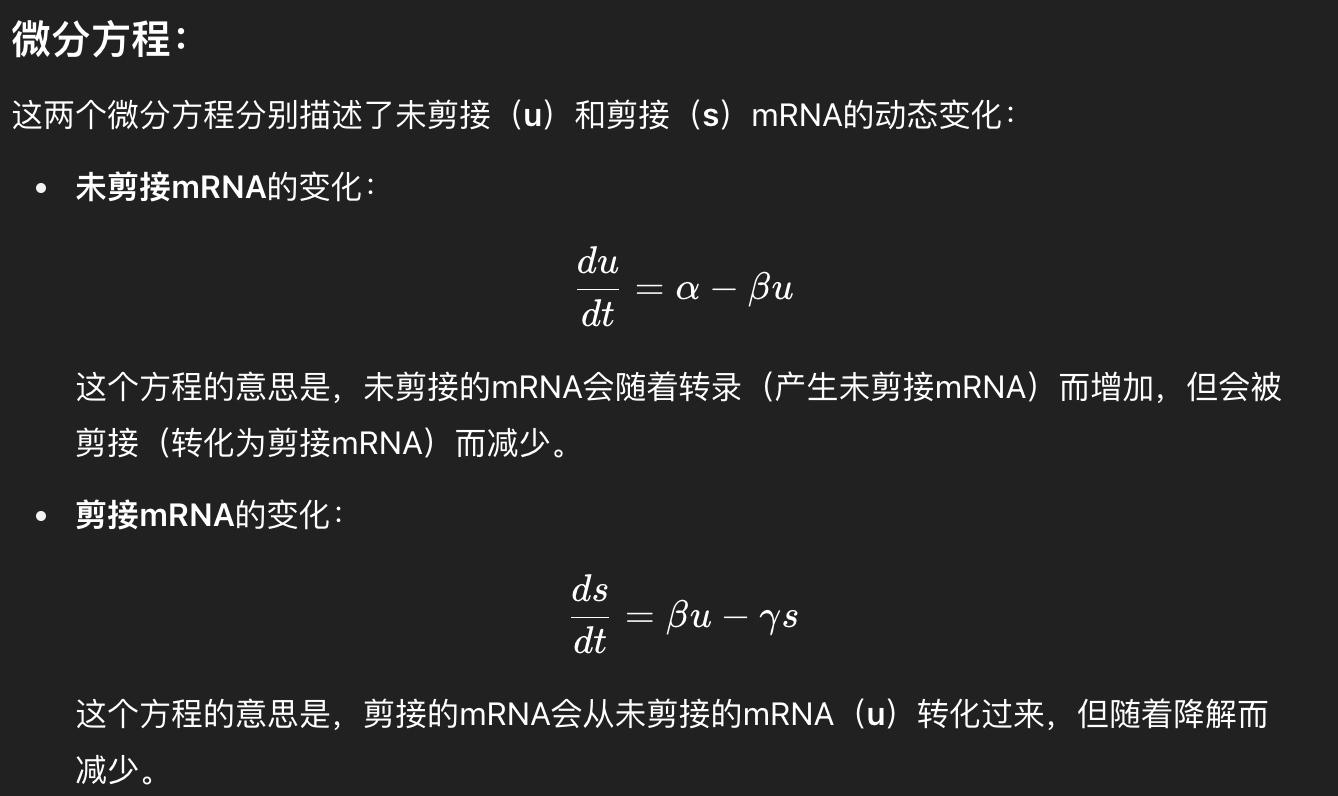 微分方程：
这两个微分方程分别描述了未剪接（u）和剪接（s）mRNA的动态变化：
• 未剪接mRNA的变化：
du/dt = α − βu
这个方程的意思是，未剪接的mRNA会随着转录（产生未剪接mRNA）而增加，但会被
剪接（转化为剪接mRNA）而减少。
• 剪接mRNA的变化：
ds/dt = βu − γs
这个方程的意思是，剪接的mRNA会从未剪接的mRNA（u）转化过来，但随着降解而
减少。